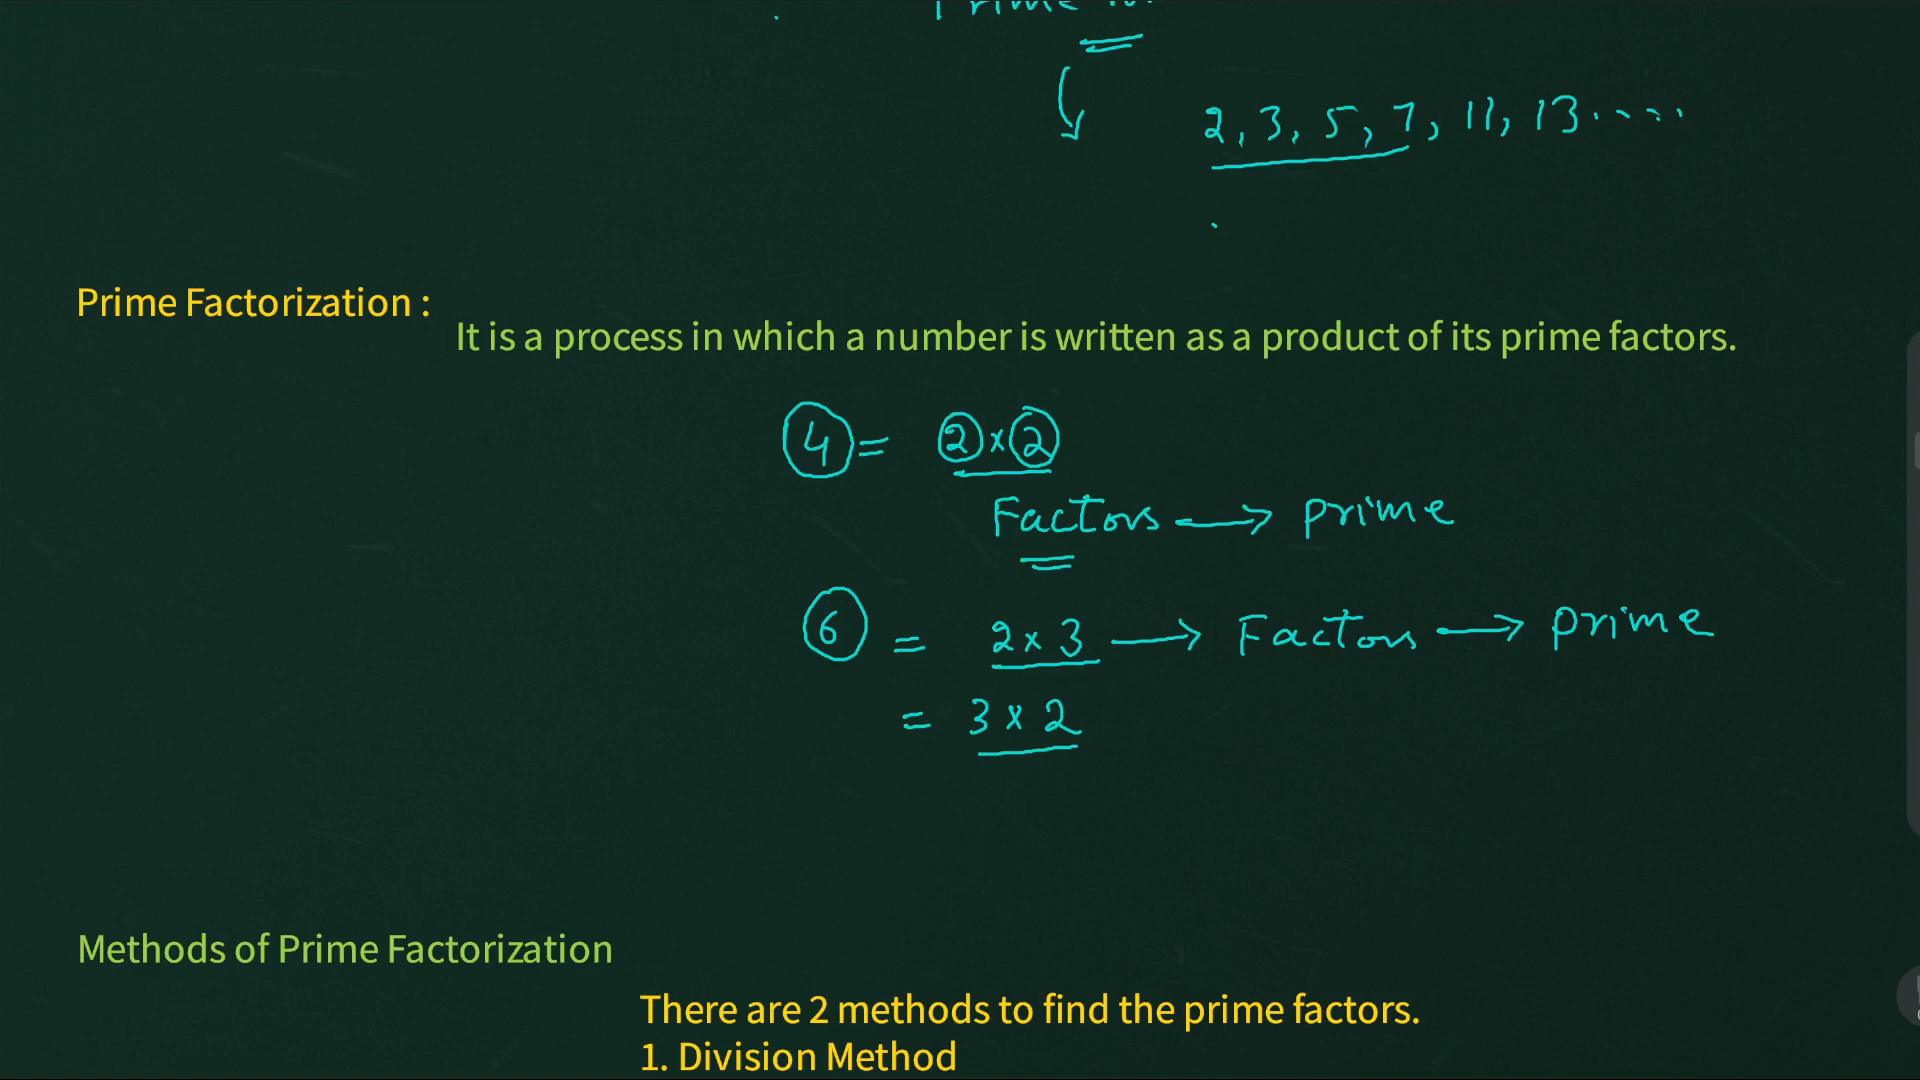 Prime
2, 3, 5, 7, 11, 13.....
Prime Factorization :
It is a process in which a number is written as a product of its prime factors.
4 = 2 x 2
Factors → prime
6 = 2 x 3 → Factors → prime
= 3 x 2
Methods of Prime Factorization
There are 2 methods to find the prime factors.
1. Division Method